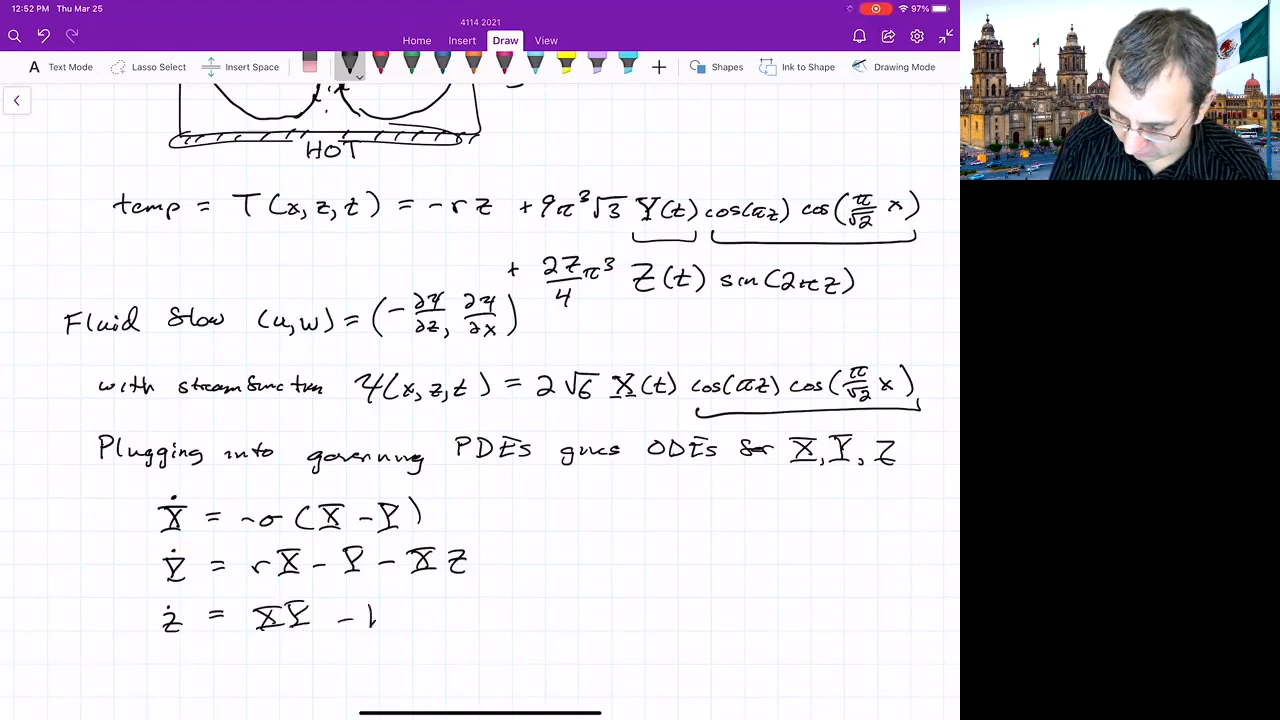 12:52 PM Thu Mar 25
97%
4114 2021
Home Insert Draw View
Text Mode Lasso Select Insert Space Shapes Ink to Shape Drawing Mode
HOT
temp = T(x, z, t) = -rz + 9π³√3 Y(t) cos(πz) cos(π/√2 x)
+ 27/4 π³ Z(t) sin(2πz)
Fluid flow (u,w) = (-∂Ψ/∂z, ∂Ψ/∂x)
with streamfunction Ψ(x,z,t) = 2√6 X(t) cos(πz) cos(π/√2 x)
Plugging into governing PDEs gives ODEs for X, Y, Z
Ẋ = -σ(X - Y)
Ẏ = rX - Y - XZ
Ż = XY - b